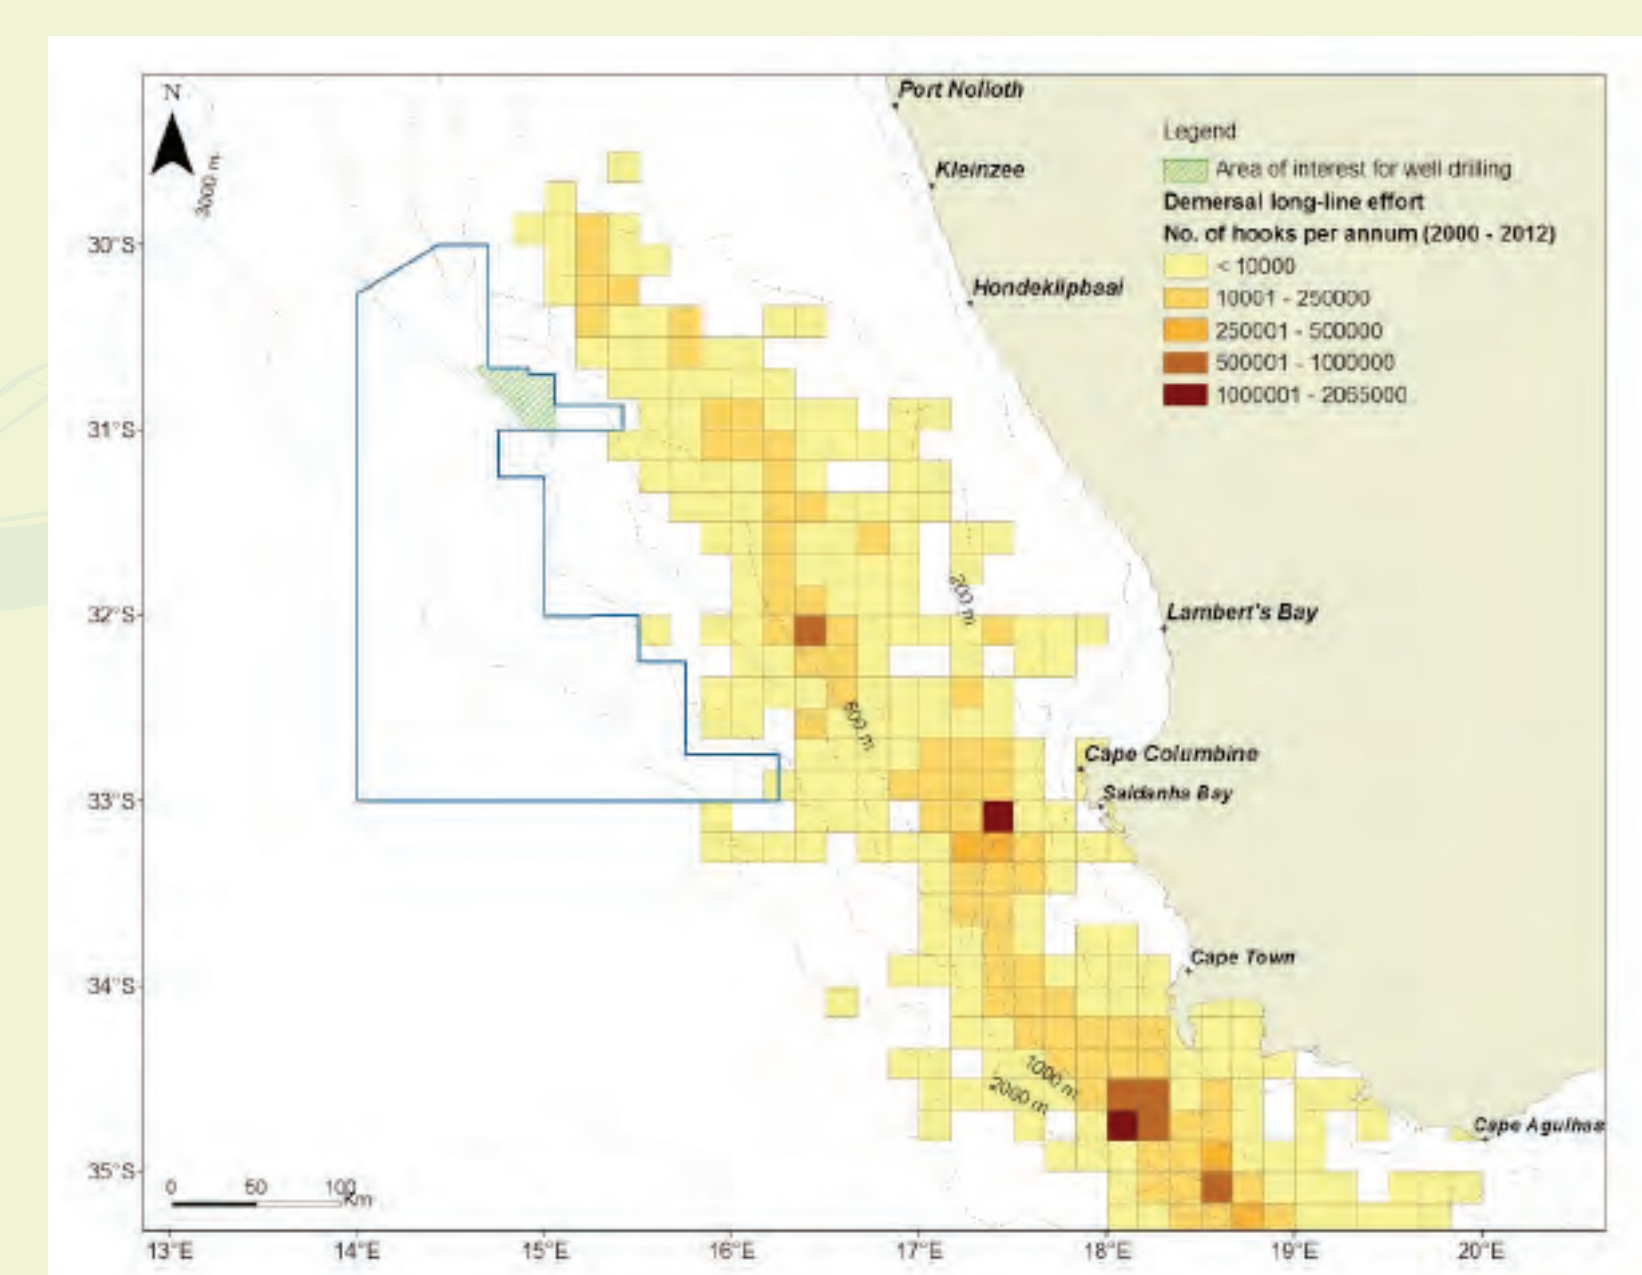 N
3000 m
Port Nolloth
Kleinzee
Hondeklipbaai
Lambert's Bay
Cape Columbine
Saldanha Bay
Cape Town
Cape Agulhas
Legend
Area of interest for well drilling
Demersal long-line effort
No. of hooks per annum (2000 - 2012)
< 10000
10001 - 250000
250001 - 500000
500001 - 1000000
1000001 - 2065000
200 m
600 m
1000 m
2000 m
30°S
31°S
32°S
33°S
34°S
35°S
0 50 100
Km
13°E 14°E 15°E 16°E 17°E 18°E 19°E 20°E